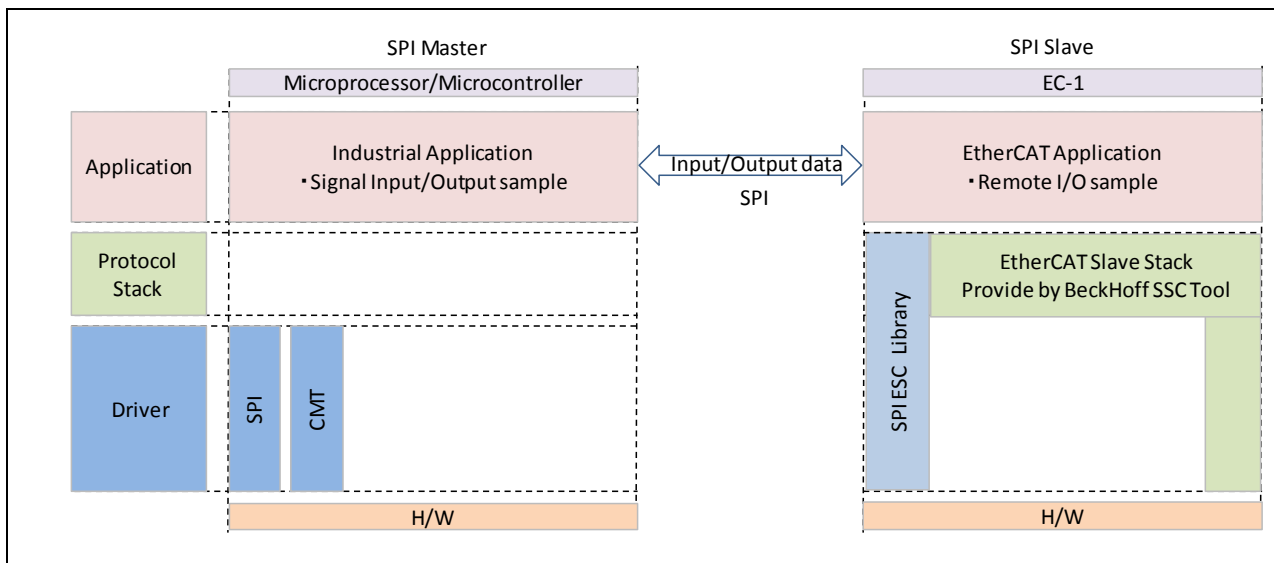 SPI Master
SPI Slave
Microprocessor/Microcontroller
EC-1
Application
Industrial Application
・Signal Input/Output sample
Input/Output data
SPI
EtherCAT Application
・Remote I/O sample
Protocol
Stack
EtherCAT Slave Stack
Provide by BeckHoff SSC Tool
Driver
SPI
CMT
SPI ESC Library
H/W
H/W